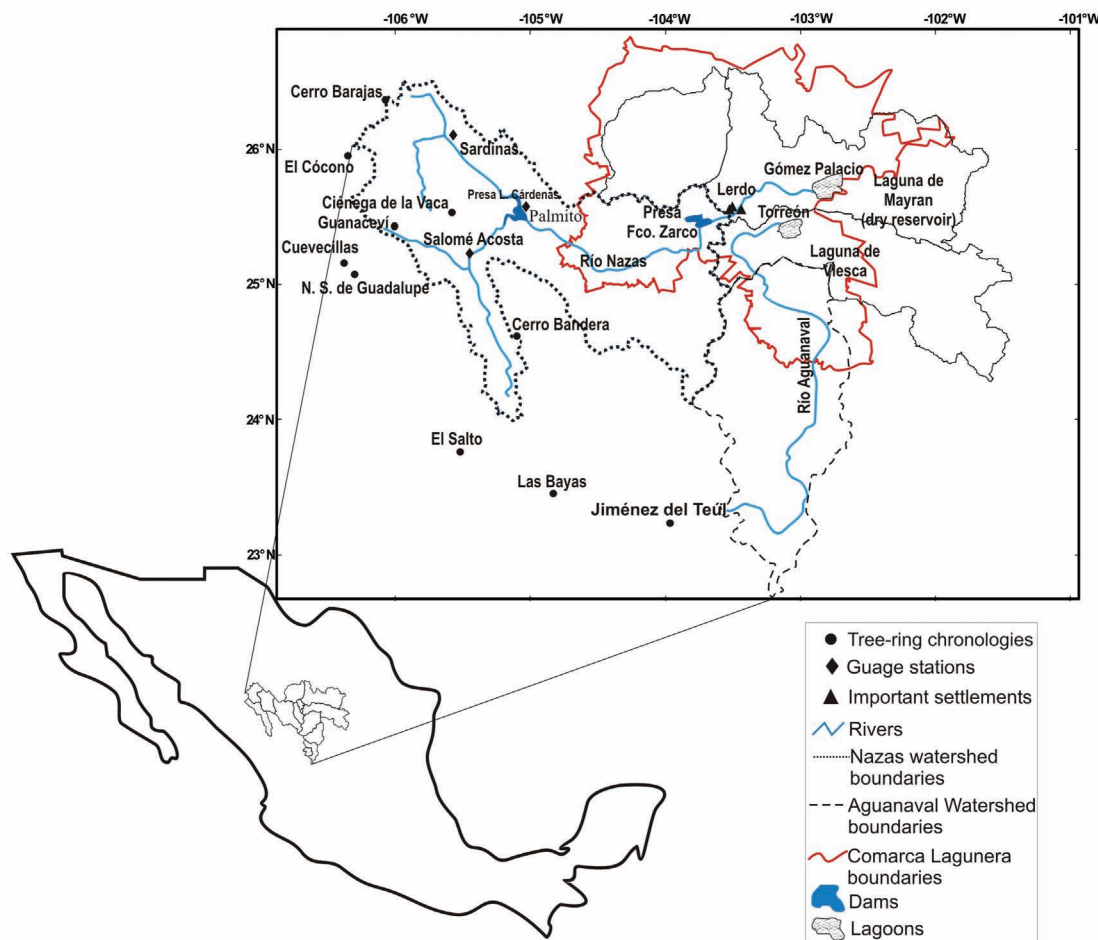 -106°W -105°W -104°W -103°W -102°W -101°W
26°N
25°N
24°N
23°N
Cerro Barajas
Sardinas
El Cócono
Gómez Palacio
Lerdo
Laguna de
Mayran
(dry reservoir)
Presa L. Cárdenas
Palmito
Ciénega de la Vaca
Guanaceví
Torreón
Presa
Fco. Zarco
Cuevecillas
Salomé Acosta
Río Nazas
Laguna de
Viesca
N. S. de Guadalupe
Cerro Bandera
Río Aguanaval
El Salto
Las Bayas
Jiménez del Teúl
Tree-ring chronologies
Guage stations
Important settlements
Rivers
Nazas watershed
boundaries
Aguanaval Watershed
boundaries
Comarca Lagunera
boundaries
Dams
Lagoons